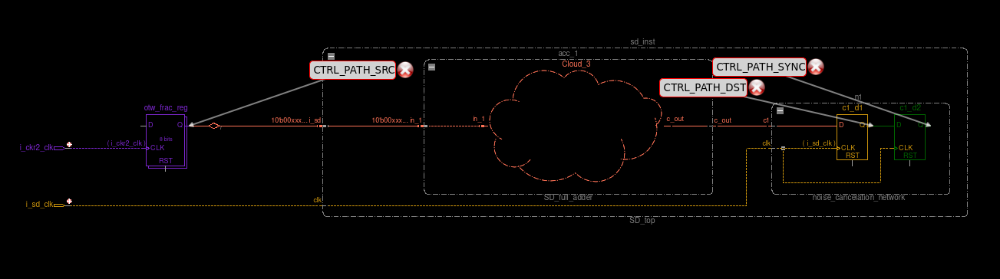 sd_inst
acc_1
Cloud_3
CTRL_PATH_SRC
CTRL_PATH_SYNC
CTRL_PATH_DST
n1
otw_frac_reg
c1_d1
c1_d2
D
Q
8 bits
10'b00xxx... i_sd
10'b00xxx... in_1
in_1
c_out
c_out
c1
D
Q
D
i_ckr2_clk
( i_ckr2_clk )
CLK
RST
clk
( i_sd_clk )
CLK
RST
CLK
RST
i_sd_clk
clk
SD_full_adder
noise_cancelation_network
SD_top